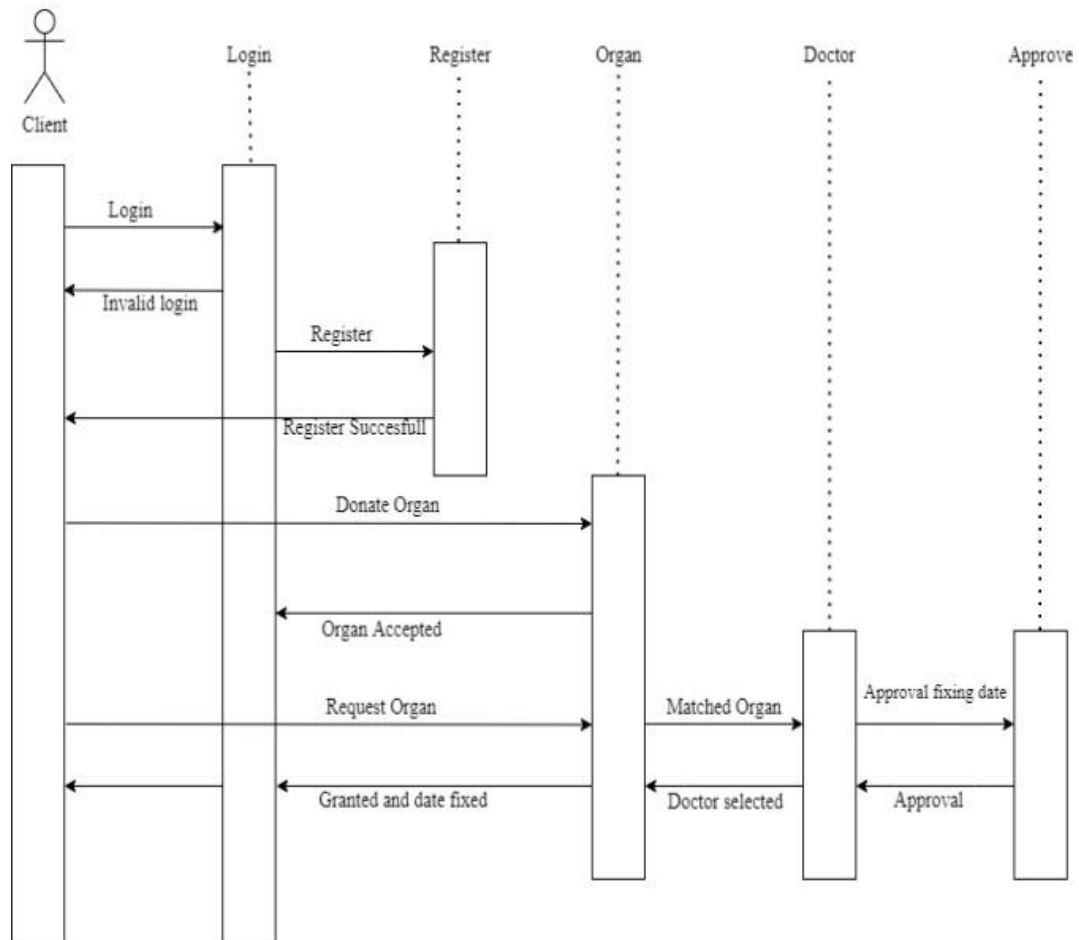 Login
Register
Organ
Doctor
Approve
Client
Login
Invalid login
Register
Register Succesfull
Donate Organ
Organ Accepted
Request Organ
Matched Organ
Approval fixing date
Granted and date fixed
Doctor selected
Approval